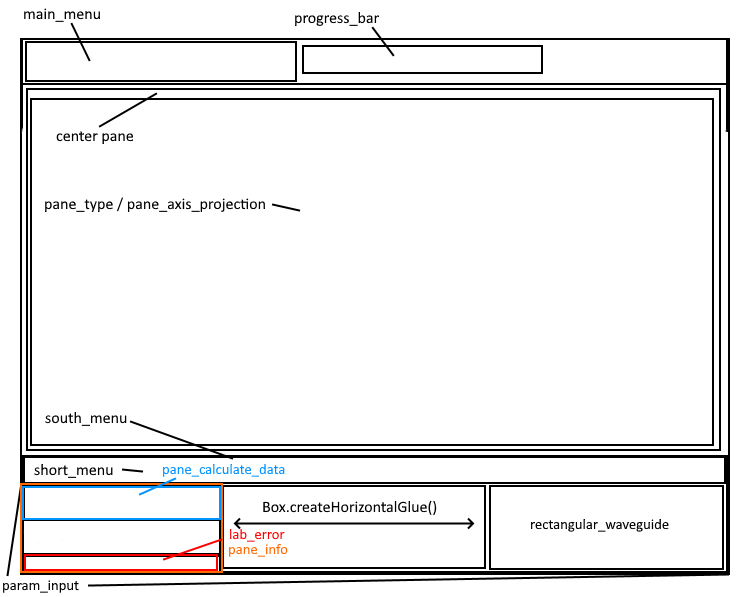 main_menu
progress_bar
center pane
pane_type / pane_axis_projection
south_menu
short_menu
pane_calculate_data
Box.createHorizontalGlue()
rectangular_waveguide
lab_error
pane_info
param_input